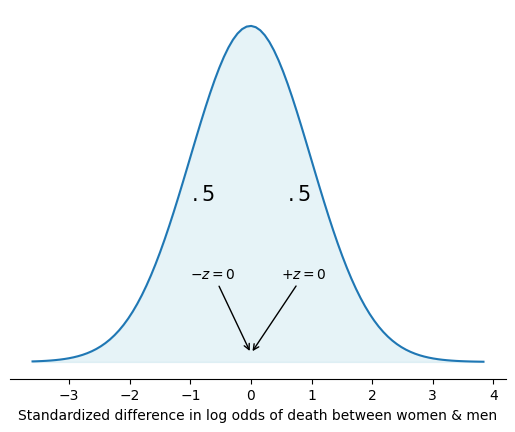 .5 .5
−z = 0 +z = 0
−3 −2 −1 0 1 2 3 4
Standardized difference in log odds of death between women & men